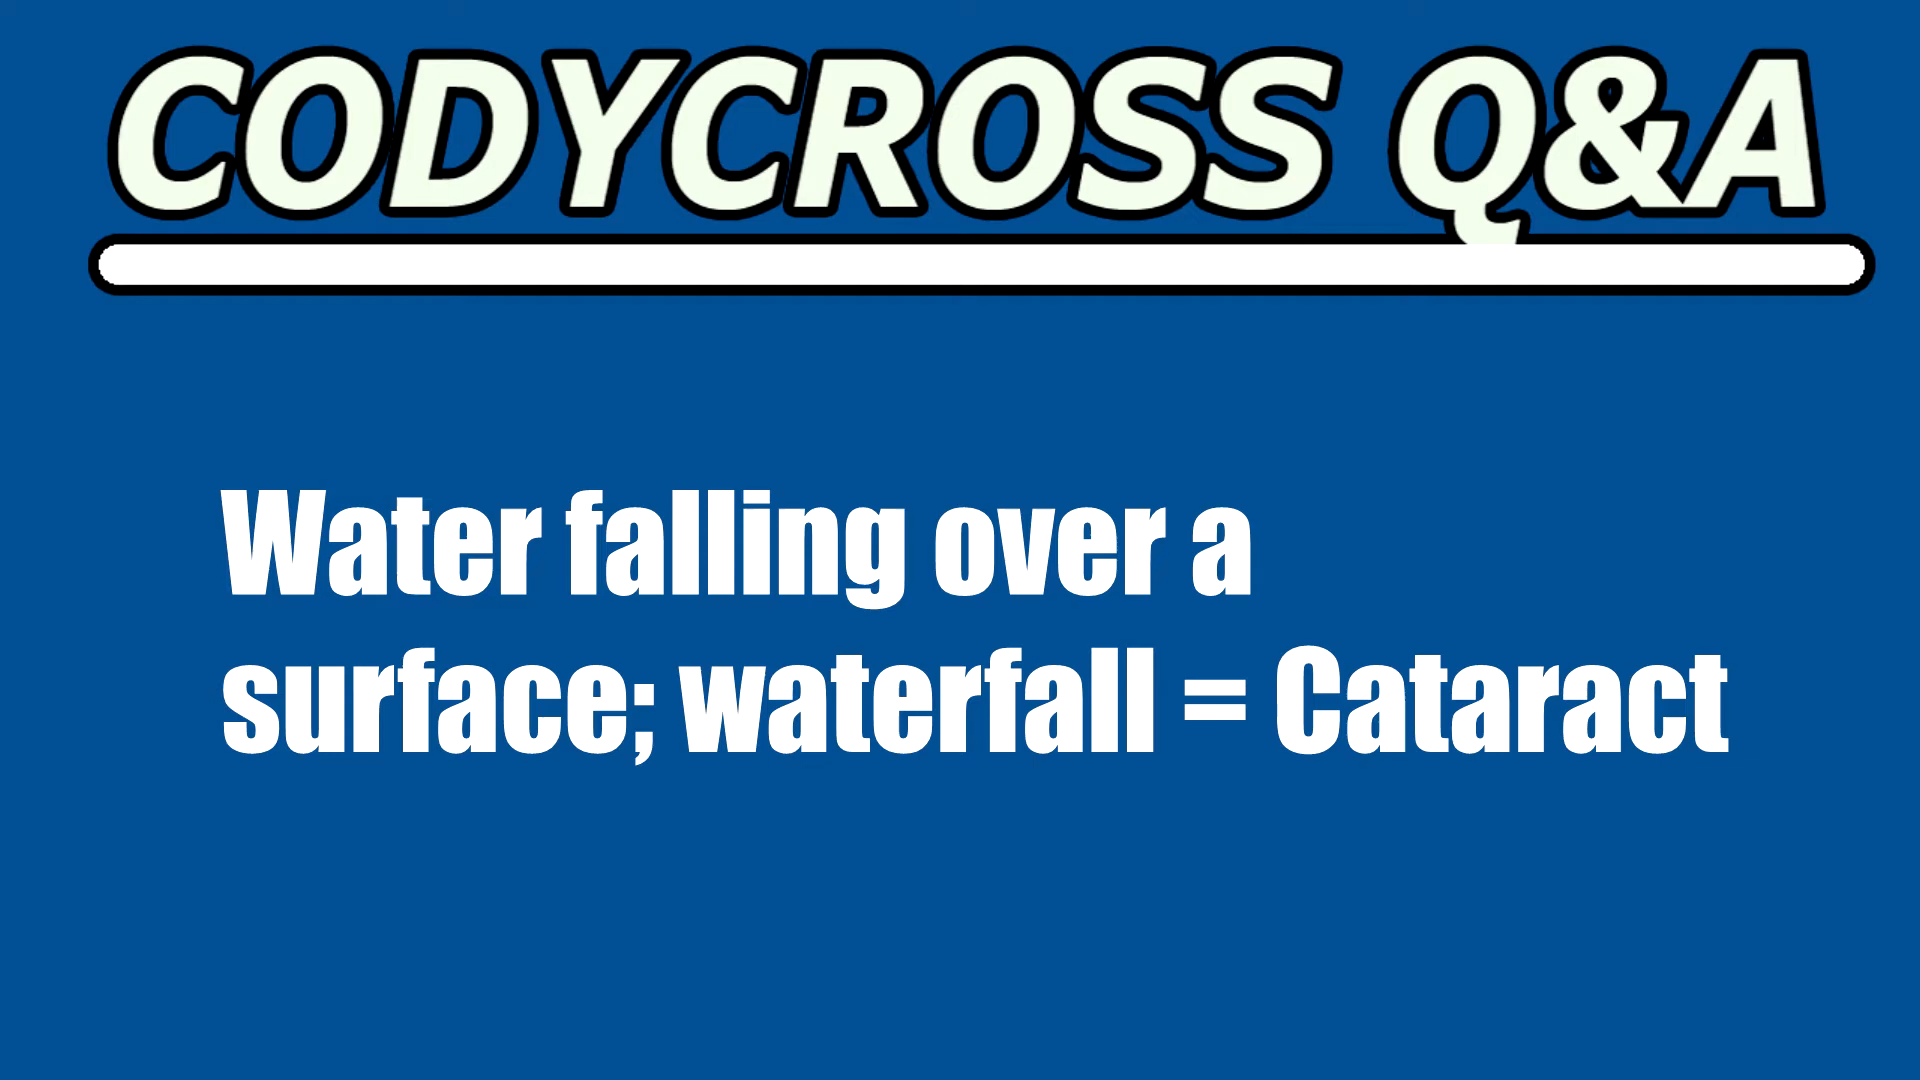 CODYCROSS Q&A
Water falling over a
surface; waterfall = Cataract